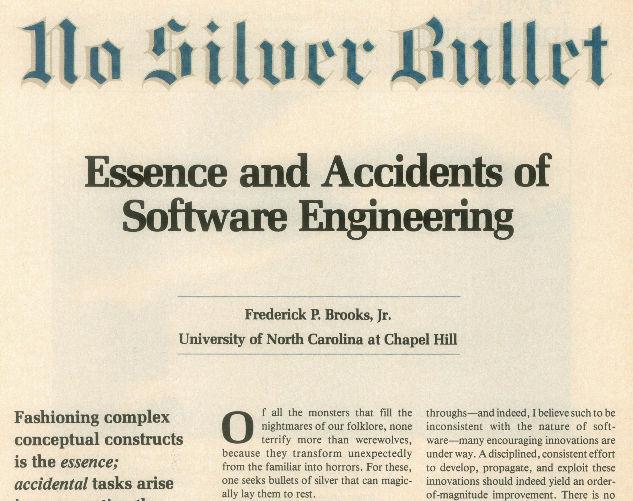 No Silver Bullet
Essence and Accidents of
Software Engineering
Frederick P. Brooks, Jr.
University of North Carolina at Chapel Hill
Fashioning complex
conceptual constructs
is the essence;
accidental tasks arise
Of all the monsters that fill the
nightmares of our folklore, none
terrify more than werewolves,
because they transform unexpectedly
from the familiar into horrors. For these,
one seeks bullets of silver that can magic-
ally lay them to rest.
throughs—and indeed, I believe such to be
inconsistent with the nature of soft-
ware—many encouraging innovations are
under way. A disciplined, consistent effort
to develop, propagate, and exploit these
innovations should indeed yield an order-
of-magnitude improvement. There is no